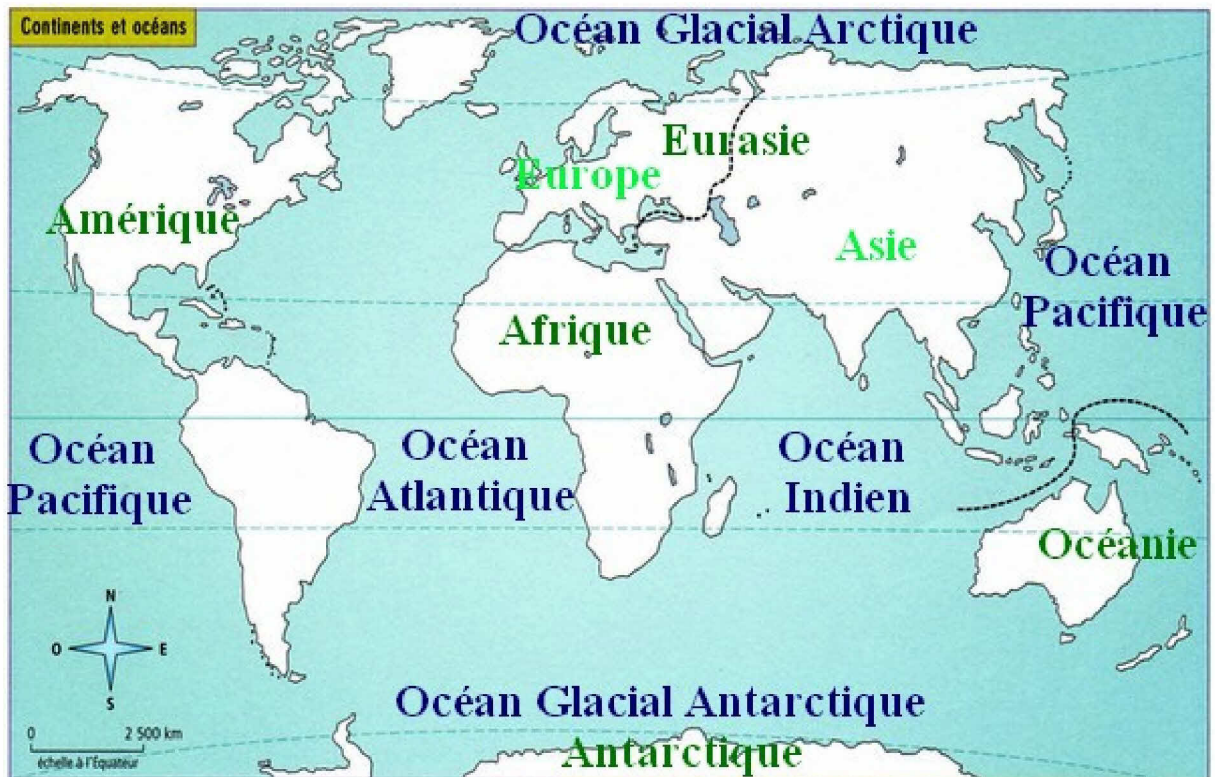 Continents et océans
Océan Glacial Arctique
Eurasie
Europe
Amérique
Asie
Océan
Pacifique
Afrique
Océan
Pacifique
Océan
Atlantique
Océan
Indien
Océanie
N
O E
S
Océan Glacial Antarctique
0 2 500 km
échelle à l'Équateur
Antarctique